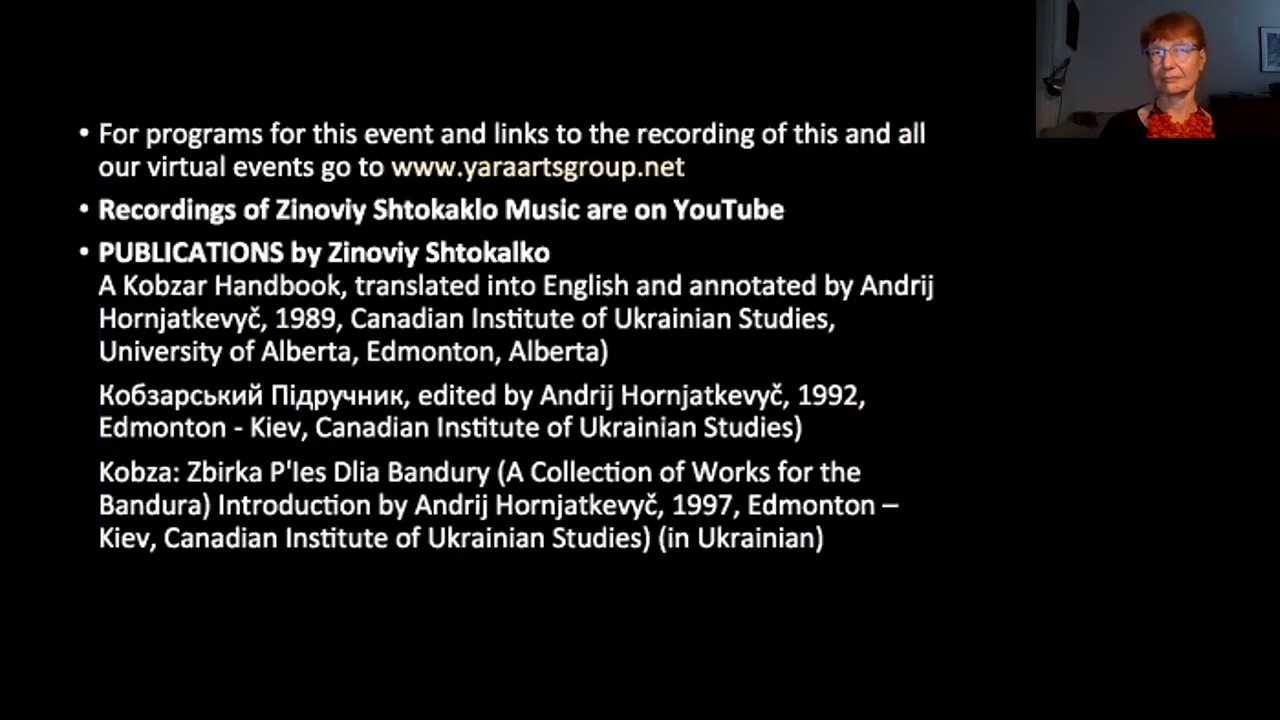 • For programs for this event and links to the recording of this and all
our virtual events go to www.yaraartsgroup.net
• Recordings of Zinoviy Shtokaklo Music are on YouTube
• PUBLICATIONS by Zinoviy Shtokalko
A Kobzar Handbook, translated into English and annotated by Andrij
Hornjatkevyč, 1989, Canadian Institute of Ukrainian Studies,
University of Alberta, Edmonton, Alberta)
Кобзарський Підручник, edited by Andrij Hornjatkevyč, 1992,
Edmonton - Kiev, Canadian Institute of Ukrainian Studies)
Kobza: Zbirka P'Ies Dlia Bandury (A Collection of Works for the
Bandura) Introduction by Andrij Hornjatkevyč, 1997, Edmonton –
Kiev, Canadian Institute of Ukrainian Studies) (in Ukrainian)